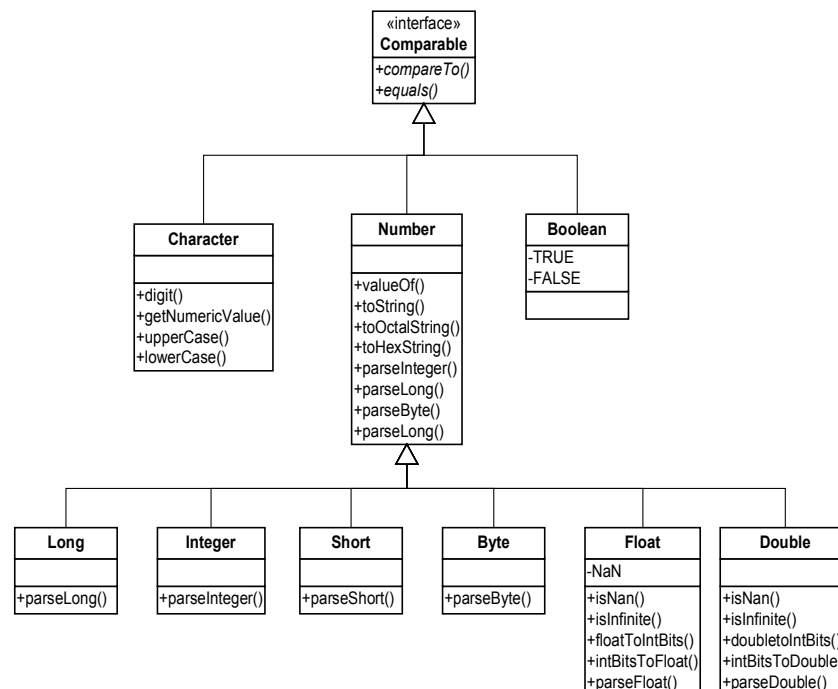 «interface»
Comparable
+compareTo()
+equals()
Character
+digit()
+getNumericValue()
+upperCase()
+lowerCase()
Number
+valueOf()
+toString()
+toOctalString()
+toHexString()
+parseInteger()
+parseLong()
+parseByte()
+parseLong()
Boolean
-TRUE
-FALSE
Long
+parseLong()
Integer
+parseInteger()
Short
+parseShort()
Byte
+parseByte()
Float
-NaN
+isNan()
+isInfinite()
+floatToIntBits()
+intBitsToFloat()
+parseFloat()
Double
+isNan()
+isInfinite()
+doubletoIntBits()
+intBitsToDouble
+parseDouble()